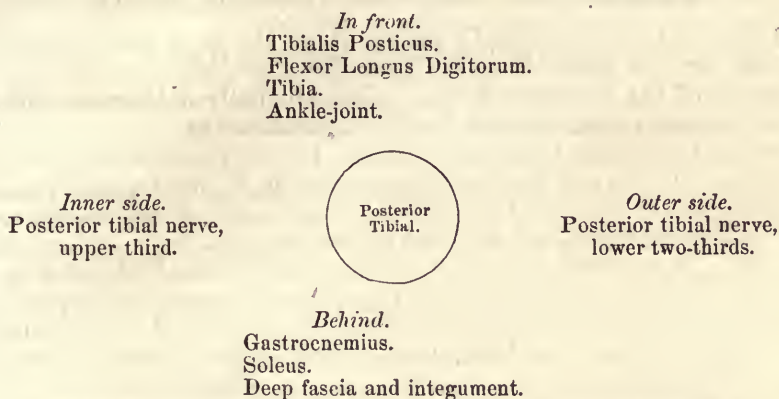 In front.
Tibialis Posticus.
Flexor Longus Digitorum.
Tibia.
Ankle-joint.
Inner side.
Posterior tibial nerve,
upper third.
Posterior
Tibial.
Outer side.
Posterior tibial nerve,
lower two-thirds.
Behind.
Gastrocnemius.
Soleus.
Deep fascia and integument.